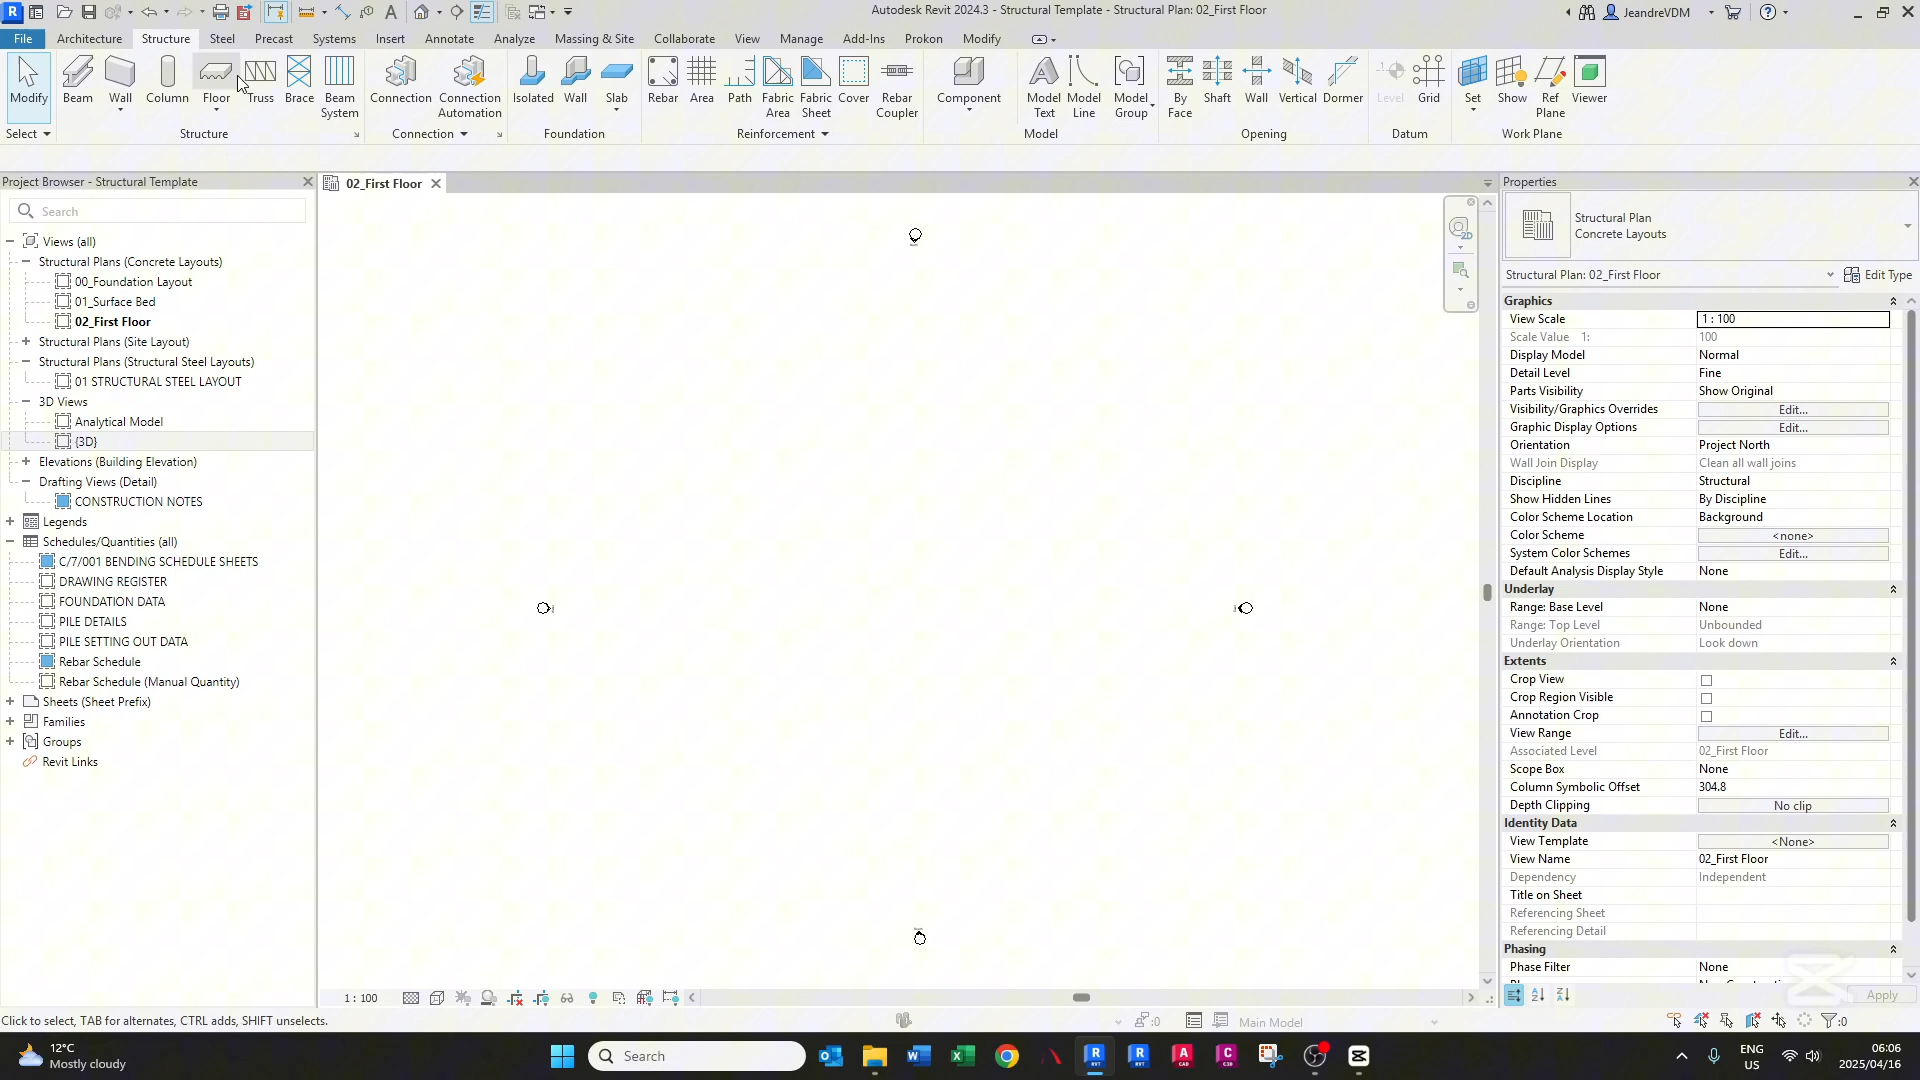 Autodesk Revit 2024.3 - Structural Template - Structural Plan: 02_First Floor
JeandreVDM
File Architecture Structure Steel Precast Systems Insert Annotate Analyze Massing & Site Collaborate View Manage Add-Ins Prokon Modify
Modify Beam Wall Column Floor Truss Brace Beam System Connection Connection Automation Isolated Wall Slab Rebar Area Path Fabric Area Fabric Sheet Cover Rebar Coupler Component Model Text Model Line Model Group By Face Shaft Wall Vertical Dormer Level Grid Set Show Ref Plane Viewer
Select Structure Connection Foundation Reinforcement Model Opening Datum Work Plane
Project Browser - Structural Template
Search
Views (all)
Structural Plans (Concrete Layouts)
00_Foundation Layout
01_Surface Bed
02_First Floor
Structural Plans (Site Layout)
Structural Plans (Structural Steel Layouts)
01 STRUCTURAL STEEL LAYOUT
3D Views
Analytical Model
{3D}
Elevations (Building Elevation)
Drafting Views (Detail)
CONSTRUCTION NOTES
Legends
Schedules/Quantities (all)
C/7/001 BENDING SCHEDULE SHEETS
DRAWING REGISTER
FOUNDATION DATA
PILE DETAILS
PILE SETTING OUT DATA
Rebar Schedule
Rebar Schedule (Manual Quantity)
Sheets (Sheet Prefix)
Families
Groups
Revit Links
02_First Floor
2D
1 : 100
Properties
Structural Plan
Concrete Layouts
Structural Plan: 02_First Floor Edit Type
Graphics
View Scale 1 : 100
Scale Value 1: 100
Display Model Normal
Detail Level Fine
Parts Visibility Show Original
Visibility/Graphics Overrides Edit...
Graphic Display Options Edit...
Orientation Project North
Wall Join Display Clean all wall joins
Discipline Structural
Show Hidden Lines By Discipline
Color Scheme Location Background
Color Scheme <none>
System Color Schemes Edit...
Default Analysis Display Style None
Underlay
Range: Base Level None
Range: Top Level Unbounded
Underlay Orientation Look down
Extents
Crop View
Crop Region Visible
Annotation Crop
View Range Edit...
Associated Level 02_First Floor
Scope Box None
Column Symbolic Offset 304.8
Depth Clipping No clip
Identity Data
View Template <None>
View Name 02_First Floor
Dependency Independent
Title on Sheet
Referencing Sheet
Referencing Detail
Phasing
Phase Filter None
Apply
Click to select, TAB for alternates, CTRL adds, SHIFT unselects.
:0 Main Model :0
12°C
Mostly cloudy
Search
ENG
US
06:06
2025/04/16